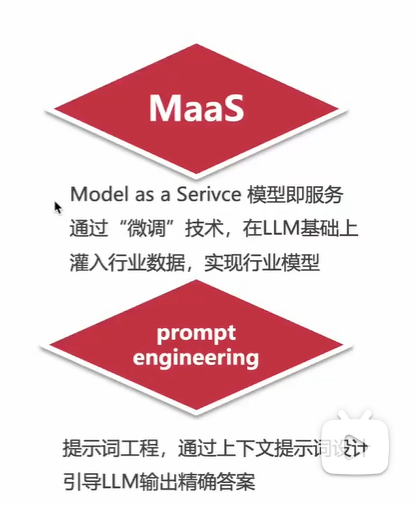 MaaS
Model as a Serivce 模型即服务
通过“微调”技术，在LLM基础上
灌入行业数据，实现行业模型
prompt
engineering
提示词工程，通过上下文提示词设计
引导LLM输出精确答案